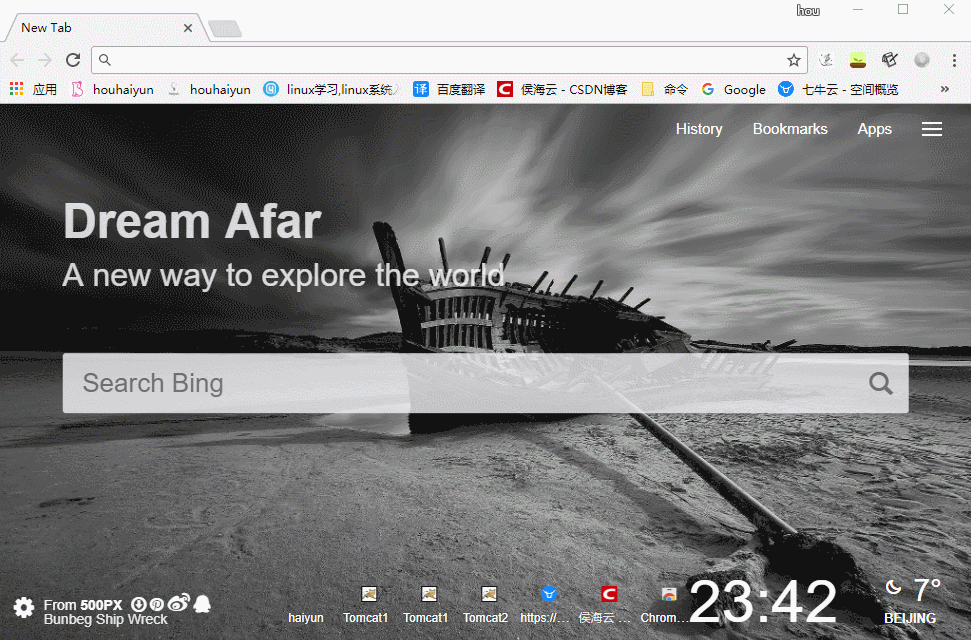 hou
New Tab
应用 houhaiyun houhaiyun linux学习,linux系统 百度翻译 侯海云 - CSDN博客 命令 Google 七牛云 - 空间概览 »
History Bookmarks Apps
Dream Afar
A new way to explore the world
Search Bing
From 500PX
Bunbeg Ship Wreck
haiyun Tomcat1 Tomcat1 Tomcat2 https://... 侯海云 ... Chrom...
23:42
7°
BEIJING